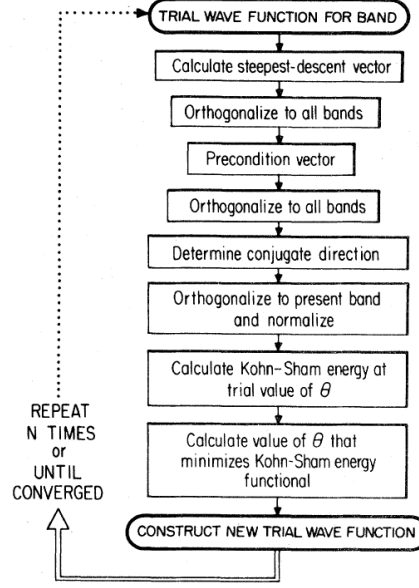 TRIAL WAVE FUNCTION FOR BAND
Calculate steepest-descent vector
Orthogonalize to all bands
Precondition vector
Orthogonalize to all bands
Determine conjugate direction
Orthogonalize to present band
and normalize
Calculate Kohn-Sham energy at
trial value of θ
Calculate value of θ that
minimizes Kohn-Sham energy
functional
CONSTRUCT NEW TRIAL WAVE FUNCTION
REPEAT
N TIMES
or
UNTIL
CONVERGED